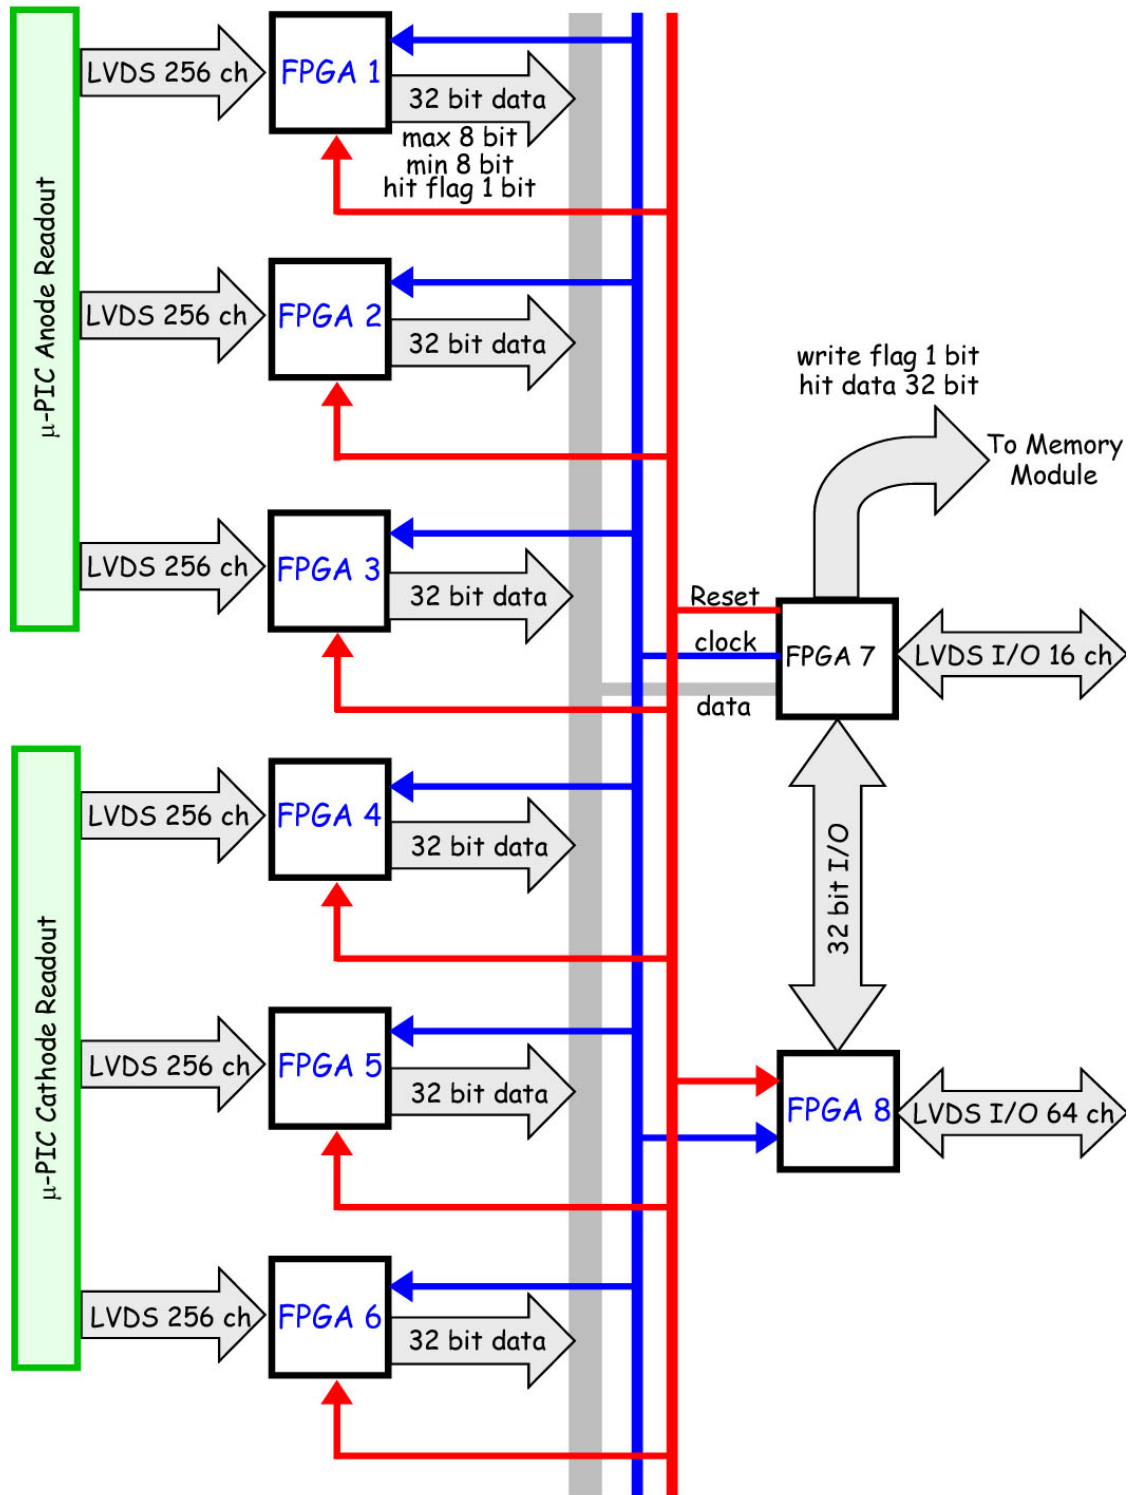 μ-PIC Anode Readout
LVDS 256 ch
FPGA 1
32 bit data
max 8 bit
min 8 bit
hit flag 1 bit
LVDS 256 ch
FPGA 2
32 bit data
write flag 1 bit
hit data 32 bit
To Memory
Module
LVDS 256 ch
FPGA 3
32 bit data
Reset
clock
data
FPGA 7
LVDS I/O 16 ch
μ-PIC Cathode Readout
LVDS 256 ch
FPGA 4
32 bit data
32 bit I/O
LVDS 256 ch
FPGA 5
32 bit data
FPGA 8
LVDS I/O 64 ch
LVDS 256 ch
FPGA 6
32 bit data